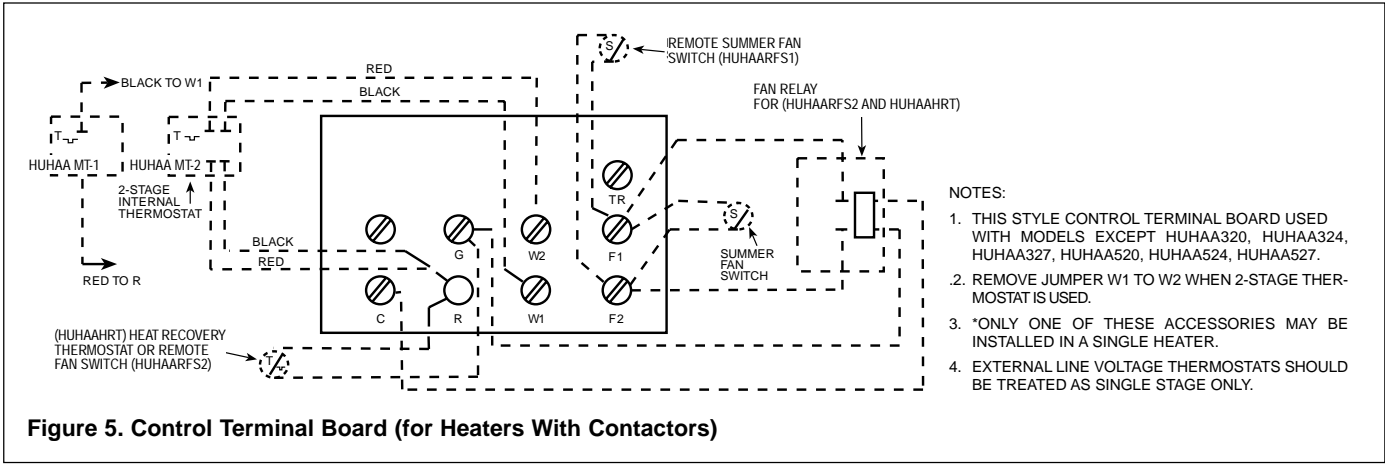 REMOTE SUMMER FAN
SWITCH (HUHAARFS1)
S
RED
BLACK TO W1
BLACK
FAN RELAY
FOR (HUHAARFS2 AND HUHAAHRT)
T
T
HUHAA MT-1
HUHAA MT-2
2-STAGE
INTERNAL
THERMOSTAT
TR
S
SUMMER
FAN
SWITCH
BLACK
RED
G
W2
F1
RED TO R
C
R
W1
F2
(HUHAAHRT) HEAT RECOVERY
THERMOSTAT OR REMOTE
FAN SWITCH (HUHAARFS2)
T
NOTES:
1. THIS STYLE CONTROL TERMINAL BOARD USED
WITH MODELS EXCEPT HUHAA320, HUHAA324,
HUHAA327, HUHAA520, HUHAA524, HUHAA527.
.2. REMOVE JUMPER W1 TO W2 WHEN 2-STAGE THER-
MOSTAT IS USED.
3. *ONLY ONE OF THESE ACCESSORIES MAY BE
INSTALLED IN A SINGLE HEATER.
4. EXTERNAL LINE VOLTAGE THERMOSTATS SHOULD
BE TREATED AS SINGLE STAGE ONLY.
Figure 5. Control Terminal Board (for Heaters With Contactors)